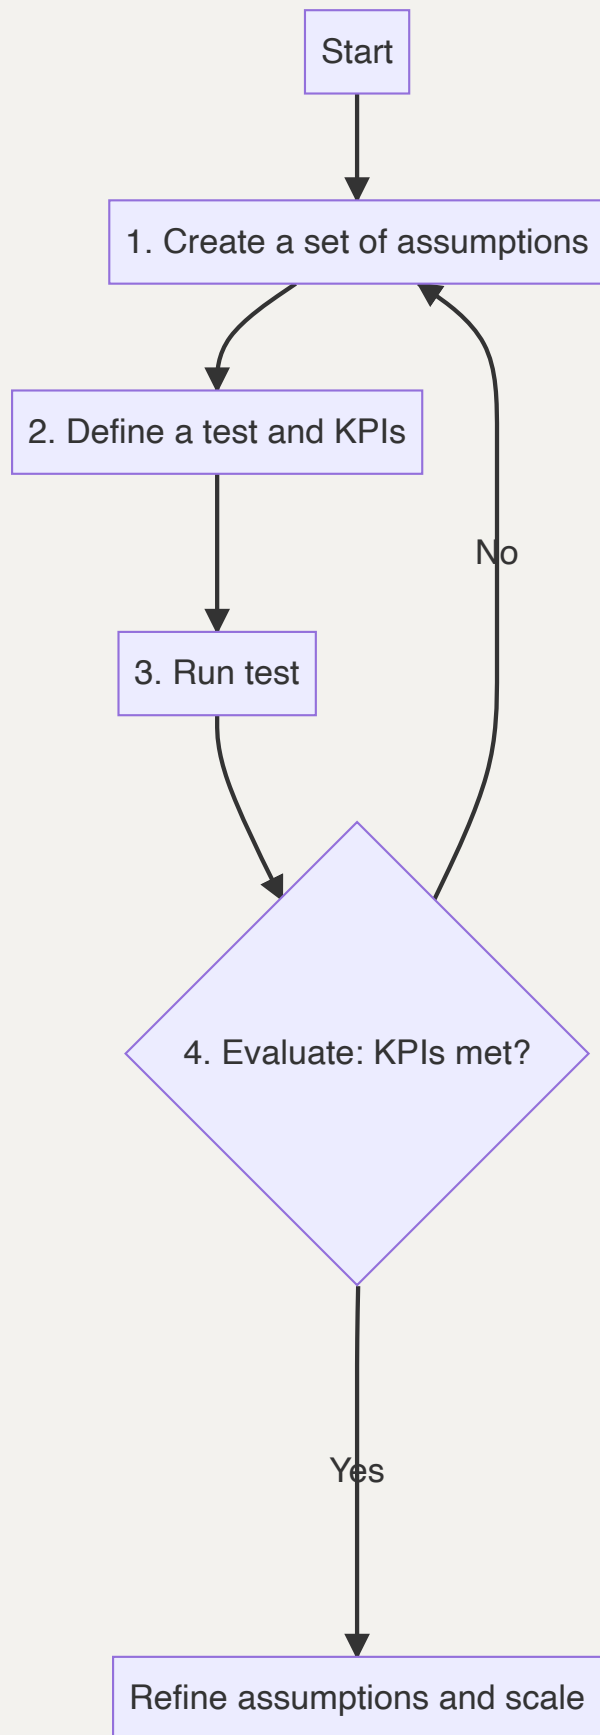 Start
1. Create a set of assumptions
2. Define a test and KPIs
No
3. Run test
4. Evaluate: KPIs met?
Yes
Refine assumptions and scale